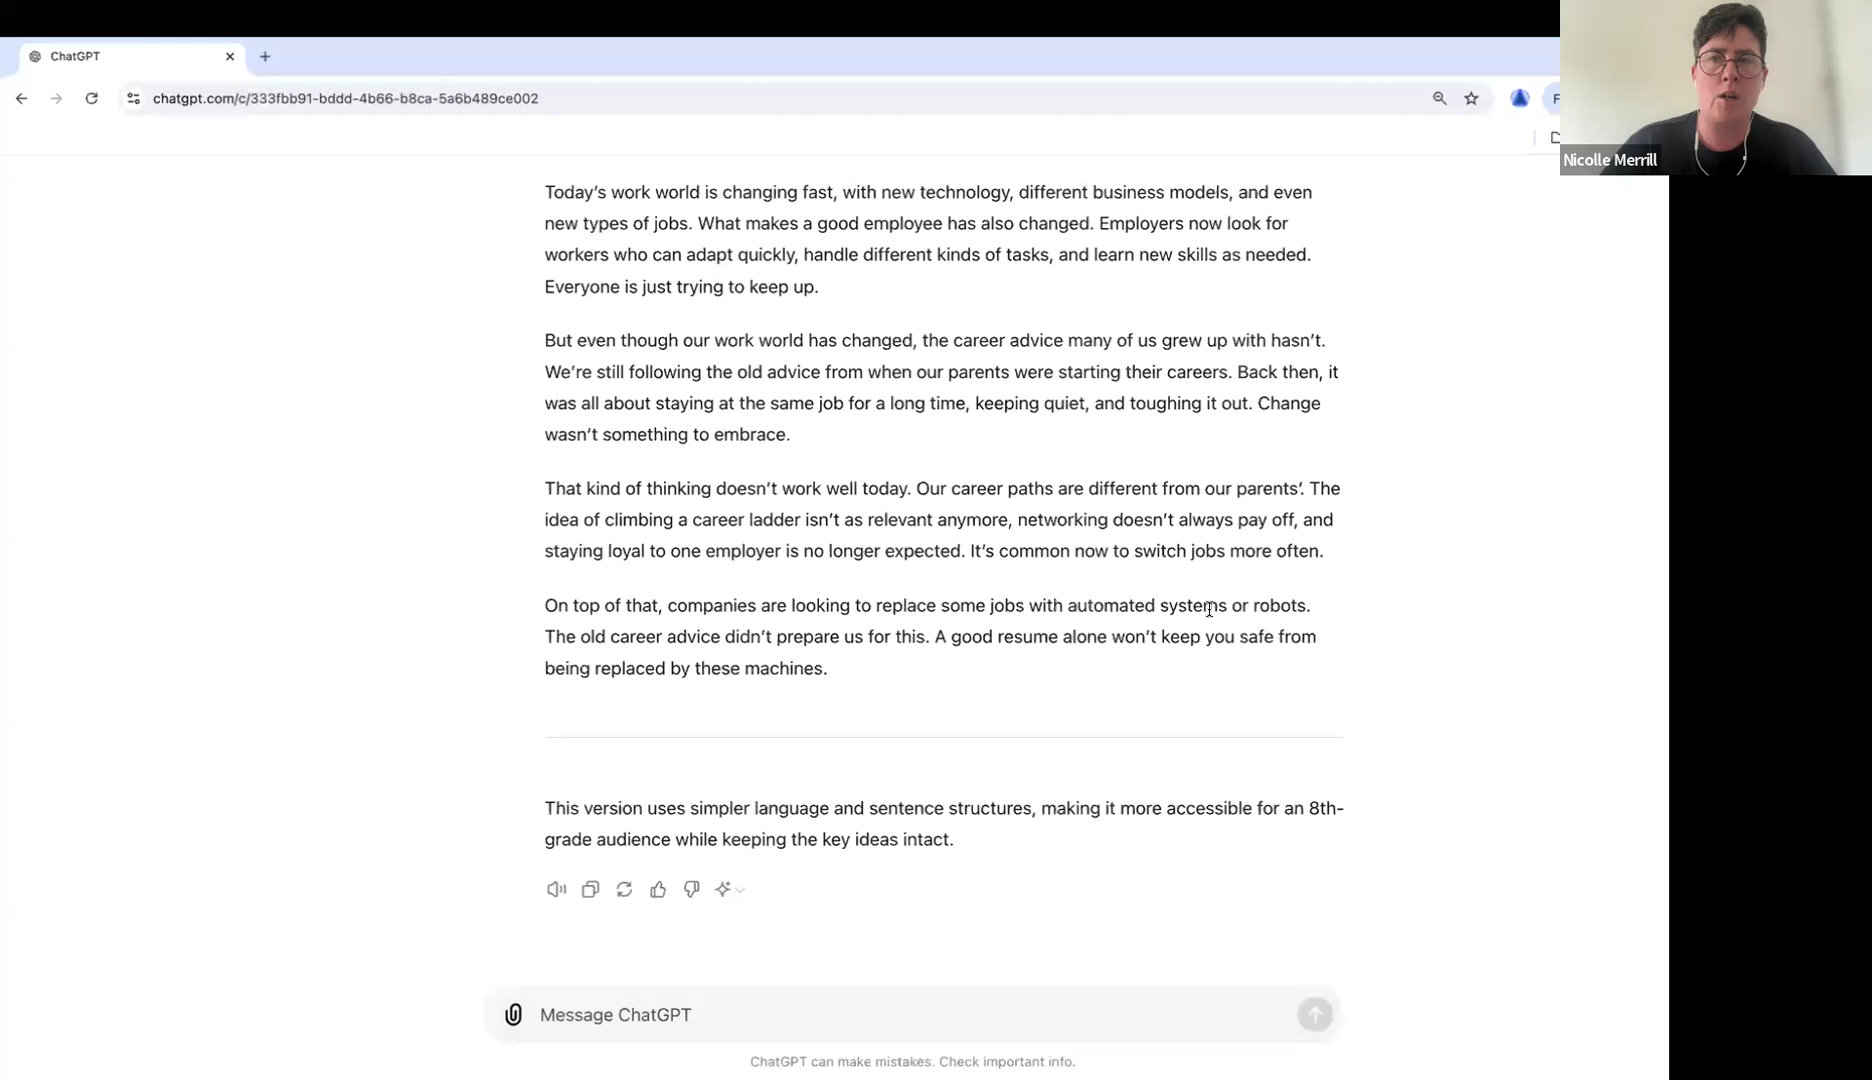 ChatGPT
chatgpt.com/c/333fbb91-bddd-4b66-b8ca-5a6b489ce002
F
Nicolle Merrill
Today’s work world is changing fast, with new technology, different business models, and even
new types of jobs. What makes a good employee has also changed. Employers now look for
workers who can adapt quickly, handle different kinds of tasks, and learn new skills as needed.
Everyone is just trying to keep up.
But even though our work world has changed, the career advice many of us grew up with hasn’t.
We’re still following the old advice from when our parents were starting their careers. Back then, it
was all about staying at the same job for a long time, keeping quiet, and toughing it out. Change
wasn’t something to embrace.
That kind of thinking doesn’t work well today. Our career paths are different from our parents’. The
idea of climbing a career ladder isn’t as relevant anymore, networking doesn’t always pay off, and
staying loyal to one employer is no longer expected. It’s common now to switch jobs more often.
On top of that, companies are looking to replace some jobs with automated systems or robots.
The old career advice didn’t prepare us for this. A good resume alone won’t keep you safe from
being replaced by these machines.
This version uses simpler language and sentence structures, making it more accessible for an 8th-
grade audience while keeping the key ideas intact.
Message ChatGPT
ChatGPT can make mistakes. Check important info.